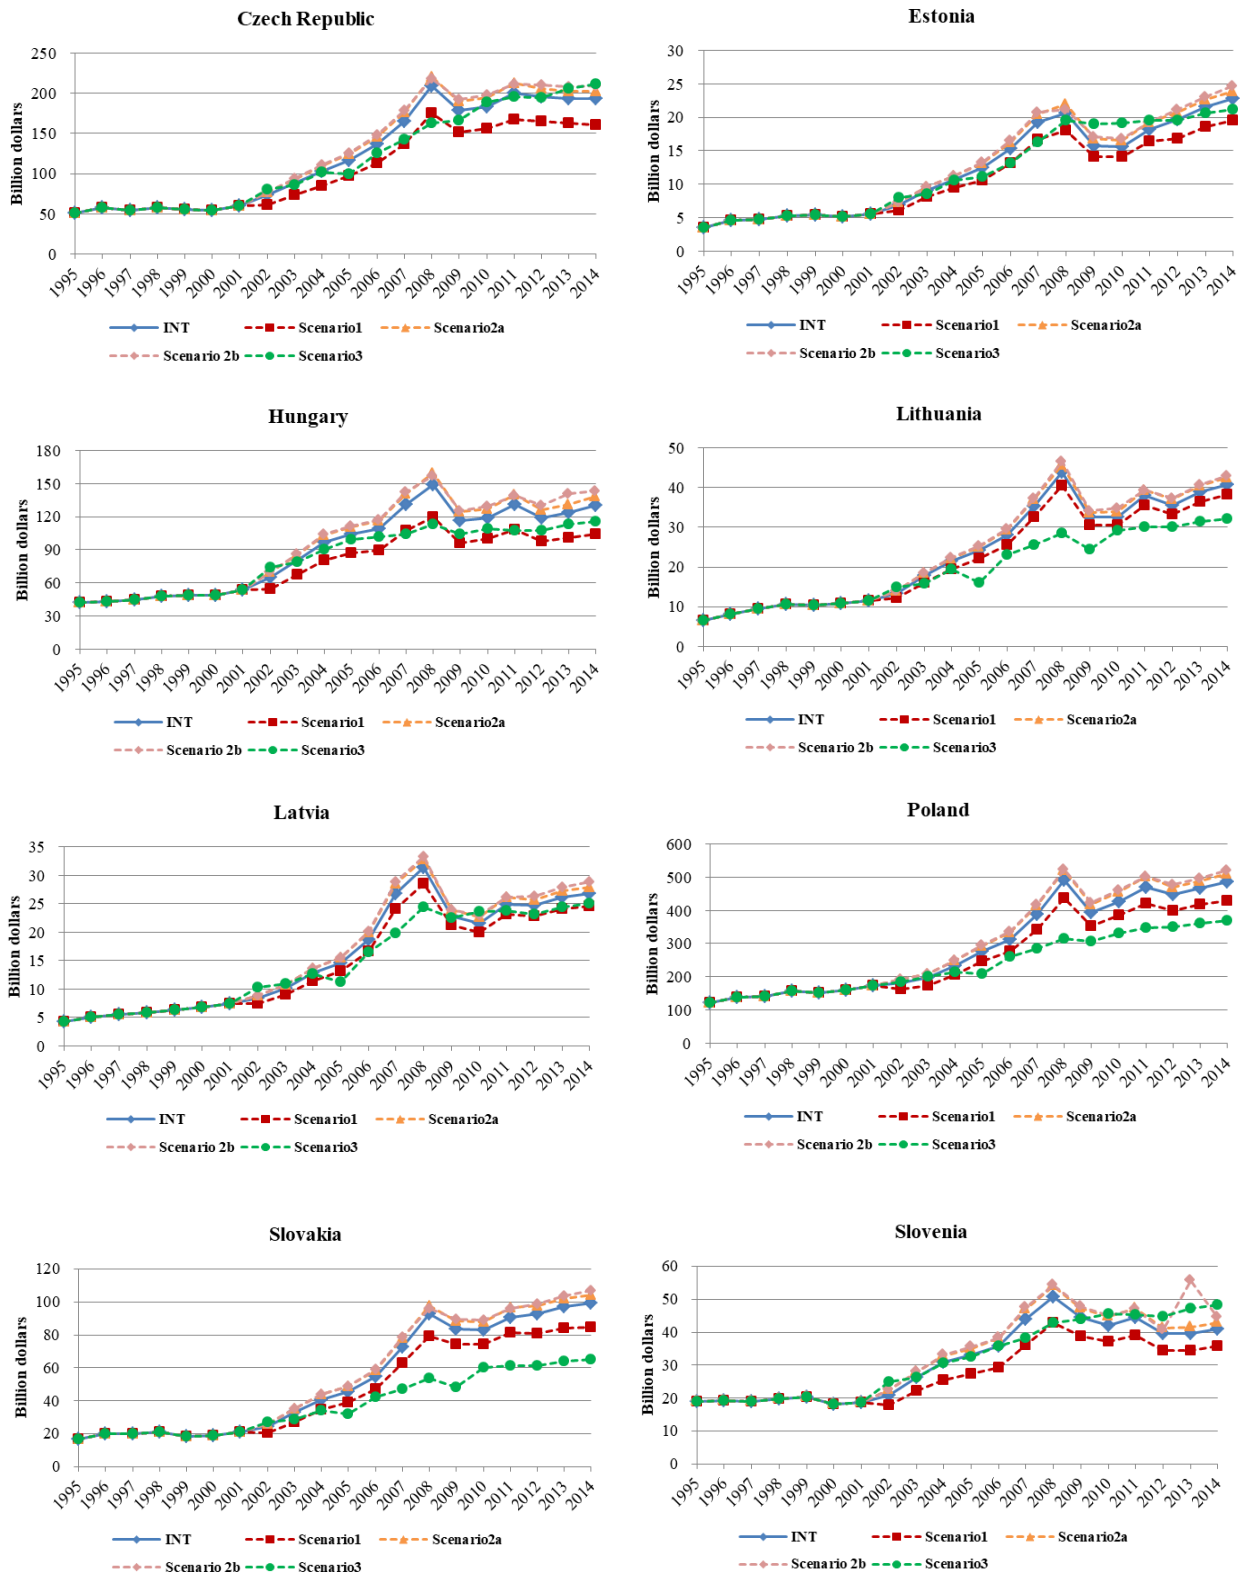 Czech Republic
Billion dollars
250
200
150
100
50
0
1995 1996 1997 1998 1999 2000 2001 2002 2003 2004 2005 2006 2007 2008 2009 2010 2011 2012 2013 2014
INT Scenario1 Scenario2a
Scenario 2b Scenario3
Estonia
Billion dollars
30
25
20
15
10
5
0
1995 1996 1997 1998 1999 2000 2001 2002 2003 2004 2005 2006 2007 2008 2009 2010 2011 2012 2013 2014
INT Scenario1 Scenario2a
Scenario 2b Scenario3
Hungary
Billion dollars
180
150
120
90
60
30
0
1995 1996 1997 1998 1999 2000 2001 2002 2003 2004 2005 2006 2007 2008 2009 2010 2011 2012 2013 2014
INT Scenario1 Scenario2a
Scenario 2b Scenario3
Lithuania
Billion dollars
50
40
30
20
10
0
1995 1996 1997 1998 1999 2000 2001 2002 2003 2004 2005 2006 2007 2008 2009 2010 2011 2012 2013 2014
INT Scenario1 Scenario2a
Scenario 2b Scenario3
Latvia
Billion dollars
35
30
25
20
15
10
5
0
1995 1996 1997 1998 1999 2000 2001 2002 2003 2004 2005 2006 2007 2008 2009 2010 2011 2012 2013 2014
INT Scenario1 Scenario2a
Scenario 2b Scenario3
Poland
Billion dollars
600
500
400
300
200
100
0
1995 1996 1997 1998 1999 2000 2001 2002 2003 2004 2005 2006 2007 2008 2009 2010 2011 2012 2013 2014
INT Scenario1 Scenario2a
Scenario 2b Scenario3
Slovakia
Billion dollars
120
100
80
60
40
20
0
1995 1996 1997 1998 1999 2000 2001 2002 2003 2004 2005 2006 2007 2008 2009 2010 2011 2012 2013 2014
INT Scenario1 Scenario2a
Scenario 2b Scenario3
Slovenia
Billion dollars
60
50
40
30
20
10
0
1995 1996 1997 1998 1999 2000 2001 2002 2003 2004 2005 2006 2007 2008 2009 2010 2011 2012 2013 2014
INT Scenario1 Scenario2a
Scenario 2b Scenario3